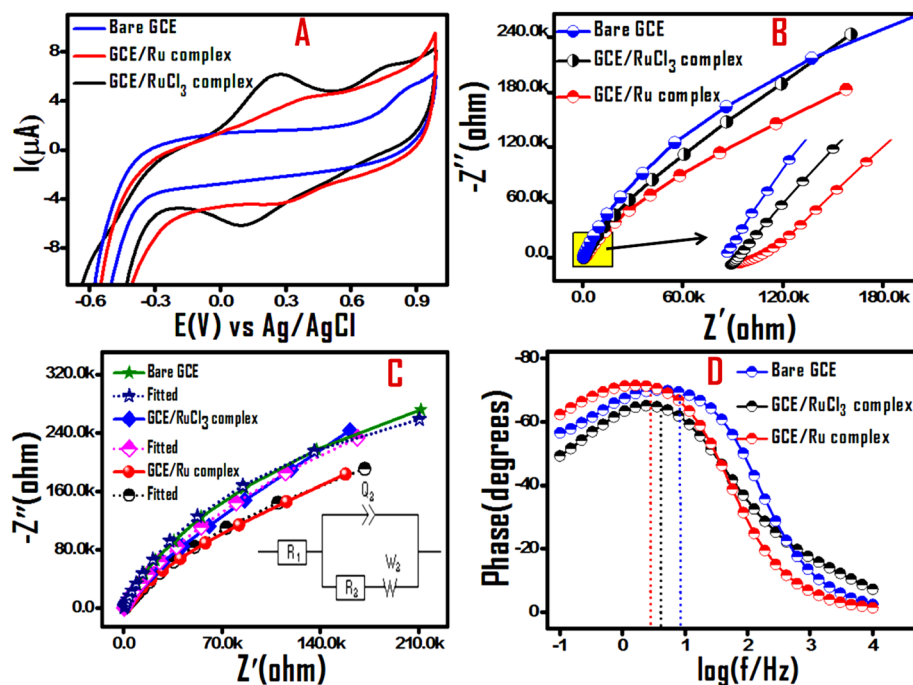 A
Bare GCE
GCE/Ru complex
GCE/RuCl3 complex
I(μA)
8
4
0
-4
-8
-0.6 -0.3 0.0 0.3 0.6 0.9
E(V) vs Ag/AgCl
B
Bare GCE
GCE/RuCl3 complex
GCE/Ru complex
-Z''(ohm)
240.0k
180.0k
120.0k
60.0k
0.0
0.0 60.0k 120.0k 180.0k
Z'(ohm)
C
Bare GCE
Fitted
GCE/RuCl3 complex
Fitted
GCE/Ru complex
Fitted
-Z''(ohm)
320.0k
240.0k
160.0k
80.0k
0.0
Q2
R1
W2
R2
0.0 70.0k 140.0k 210.0k
Z'(ohm)
D
Bare GCE
GCE/RuCl3 complex
GCE/Ru complex
Phase(degrees)
-80
-60
-40
-20
0
-1 0 1 2 3 4
log(f/Hz)